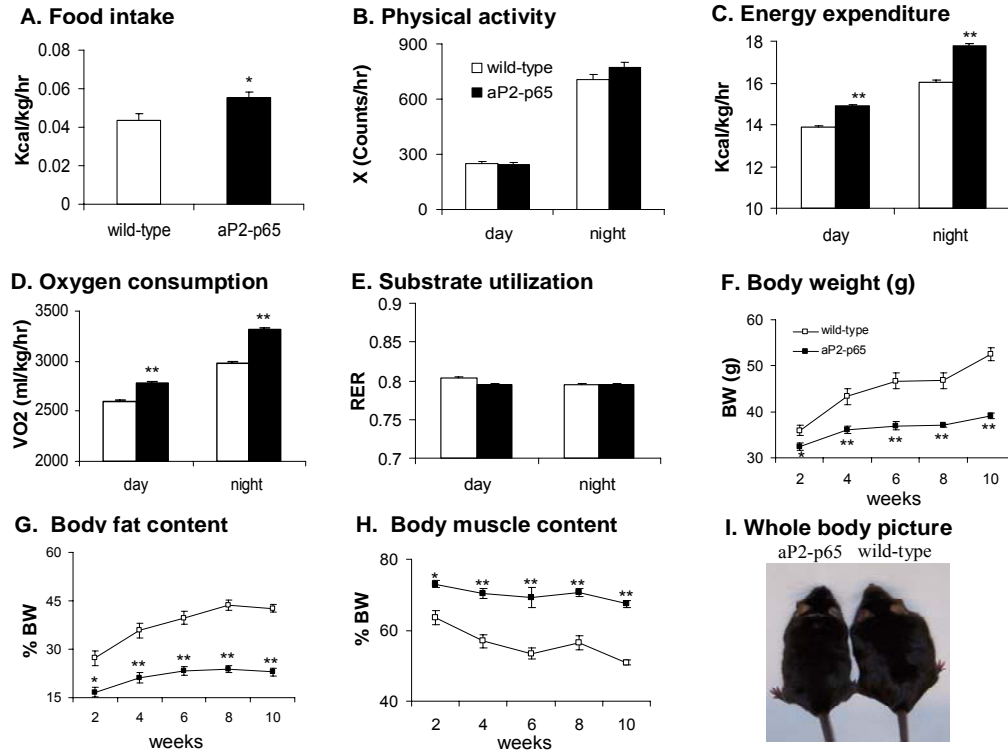 A. Food intake
0.08
0.06
0.04
0.02
0
Kcal/kg/hr
*
wild-type
aP2-p65
B. Physical activity
900
600
300
0
X (Counts/hr)
wild-type
aP2-p65
day
night
C. Energy expenditure
18
16
14
12
10
Kcal/kg/hr
**
**
day
night
D. Oxygen consumption
3500
3000
2500
2000
VO2 (ml/kg/hr)
**
**
day
night
E. Substrate utilization
0.9
0.85
0.8
0.75
0.7
RER
day
night
F. Body weight (g)
60
50
40
30
BW (g)
wild-type
aP2-p65
*
**
**
**
**
2 4 6 8 10
weeks
G. Body fat content
60
45
30
15
% BW
*
**
**
**
**
2 4 6 8 10
weeks
H. Body muscle content
80
60
40
% BW
*
**
**
**
**
2 4 6 8 10
weeks
I. Whole body picture
aP2-p65 wild-type